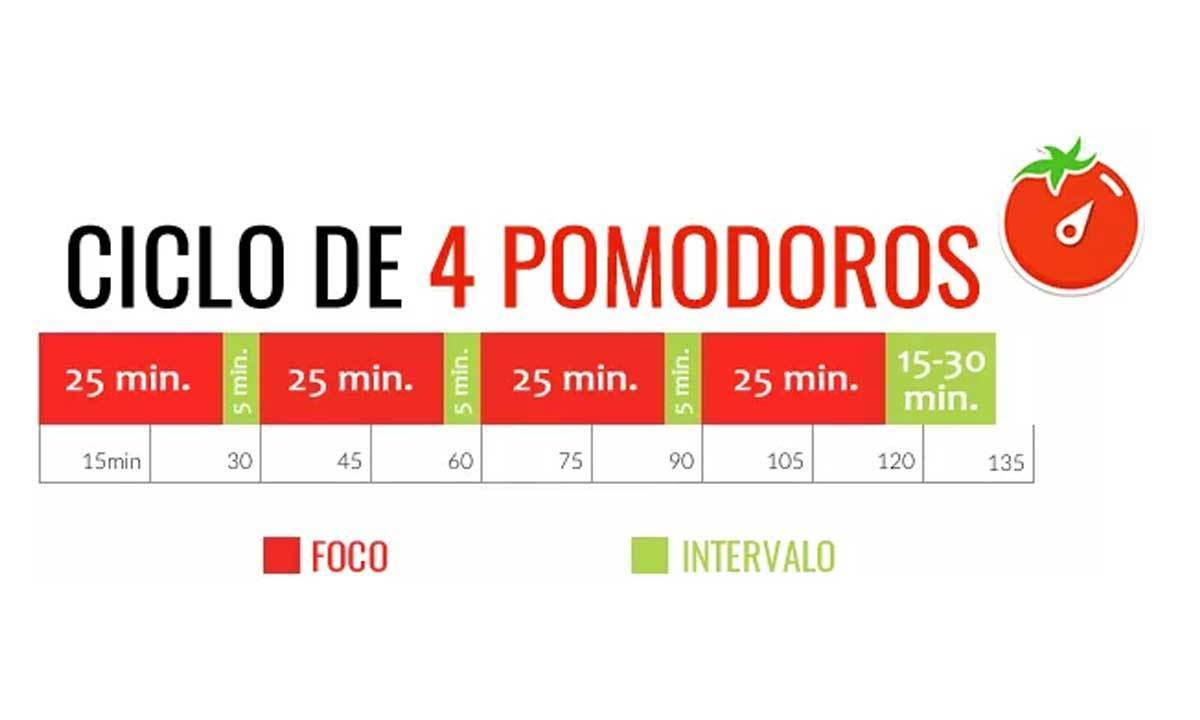 CICLO DE 4 POMODOROS
25 min. 5 min. 25 min. 5 min. 25 min. 5 min. 25 min. 15-30
min.
15min 30 45 60 75 90 105 120 135
FOCO INTERVALO